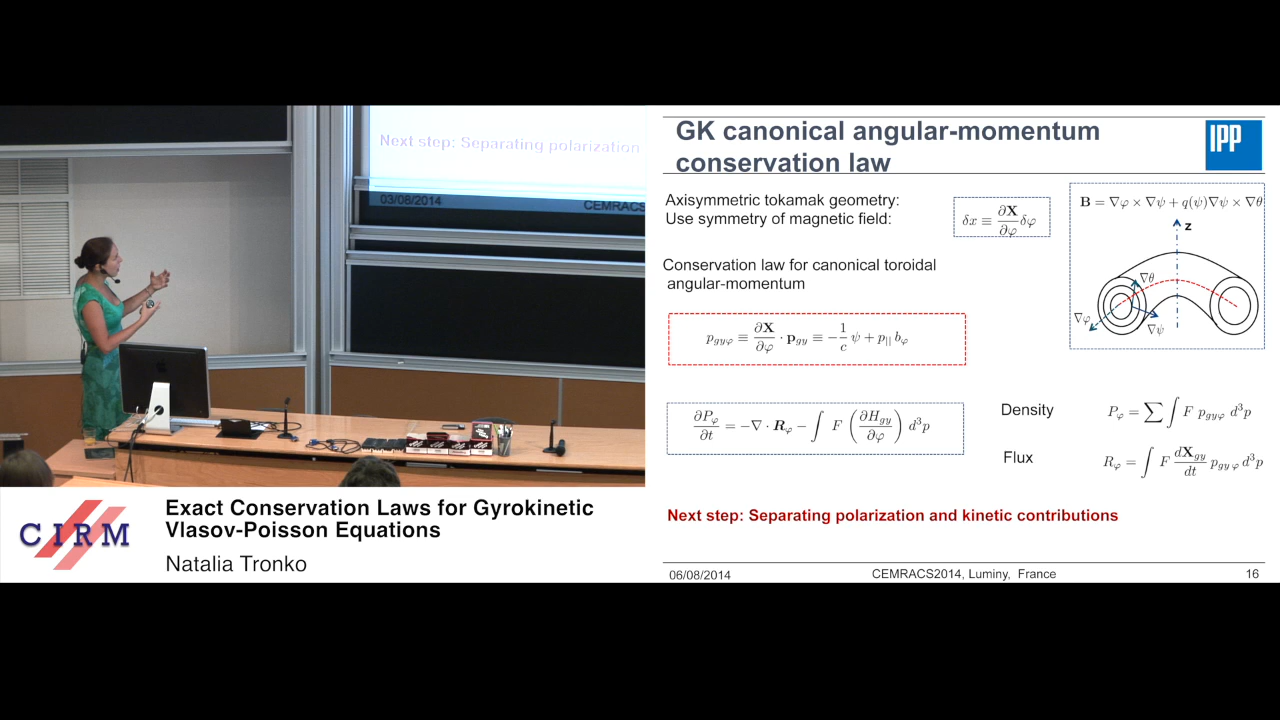 Next step: Separating polarization
03/08/2014
CEMRACS
CIRM
Exact Conservation Laws for Gyrokinetic
Vlasov-Poisson Equations
Natalia Tronko
GK canonical angular-momentum
conservation law
IPP
Axisymmetric tokamak geometry:
Use symmetry of magnetic field:
δx ≡ ∂X/∂φ δφ
B = ∇φ × ∇ψ + q(ψ)∇ψ × ∇θ
z
∇θ
∇φ
∇ψ
Conservation law for canonical toroidal
angular-momentum
p_{gyφ} ≡ ∂X/∂φ · p_{gy} ≡ −1/c ψ + p_{||} b_φ
∂P_φ/∂t = −∇ · R_φ − ∫ F (∂H_{gy}/∂φ) d³p
Density
P_φ = ∑ ∫ F p_{gyφ} d³p
Flux
R_φ = ∫ F dX_{gy}/dt p_{gy φ} d³p
Next step: Separating polarization and kinetic contributions
06/08/2014
CEMRACS2014, Luminy, France
16